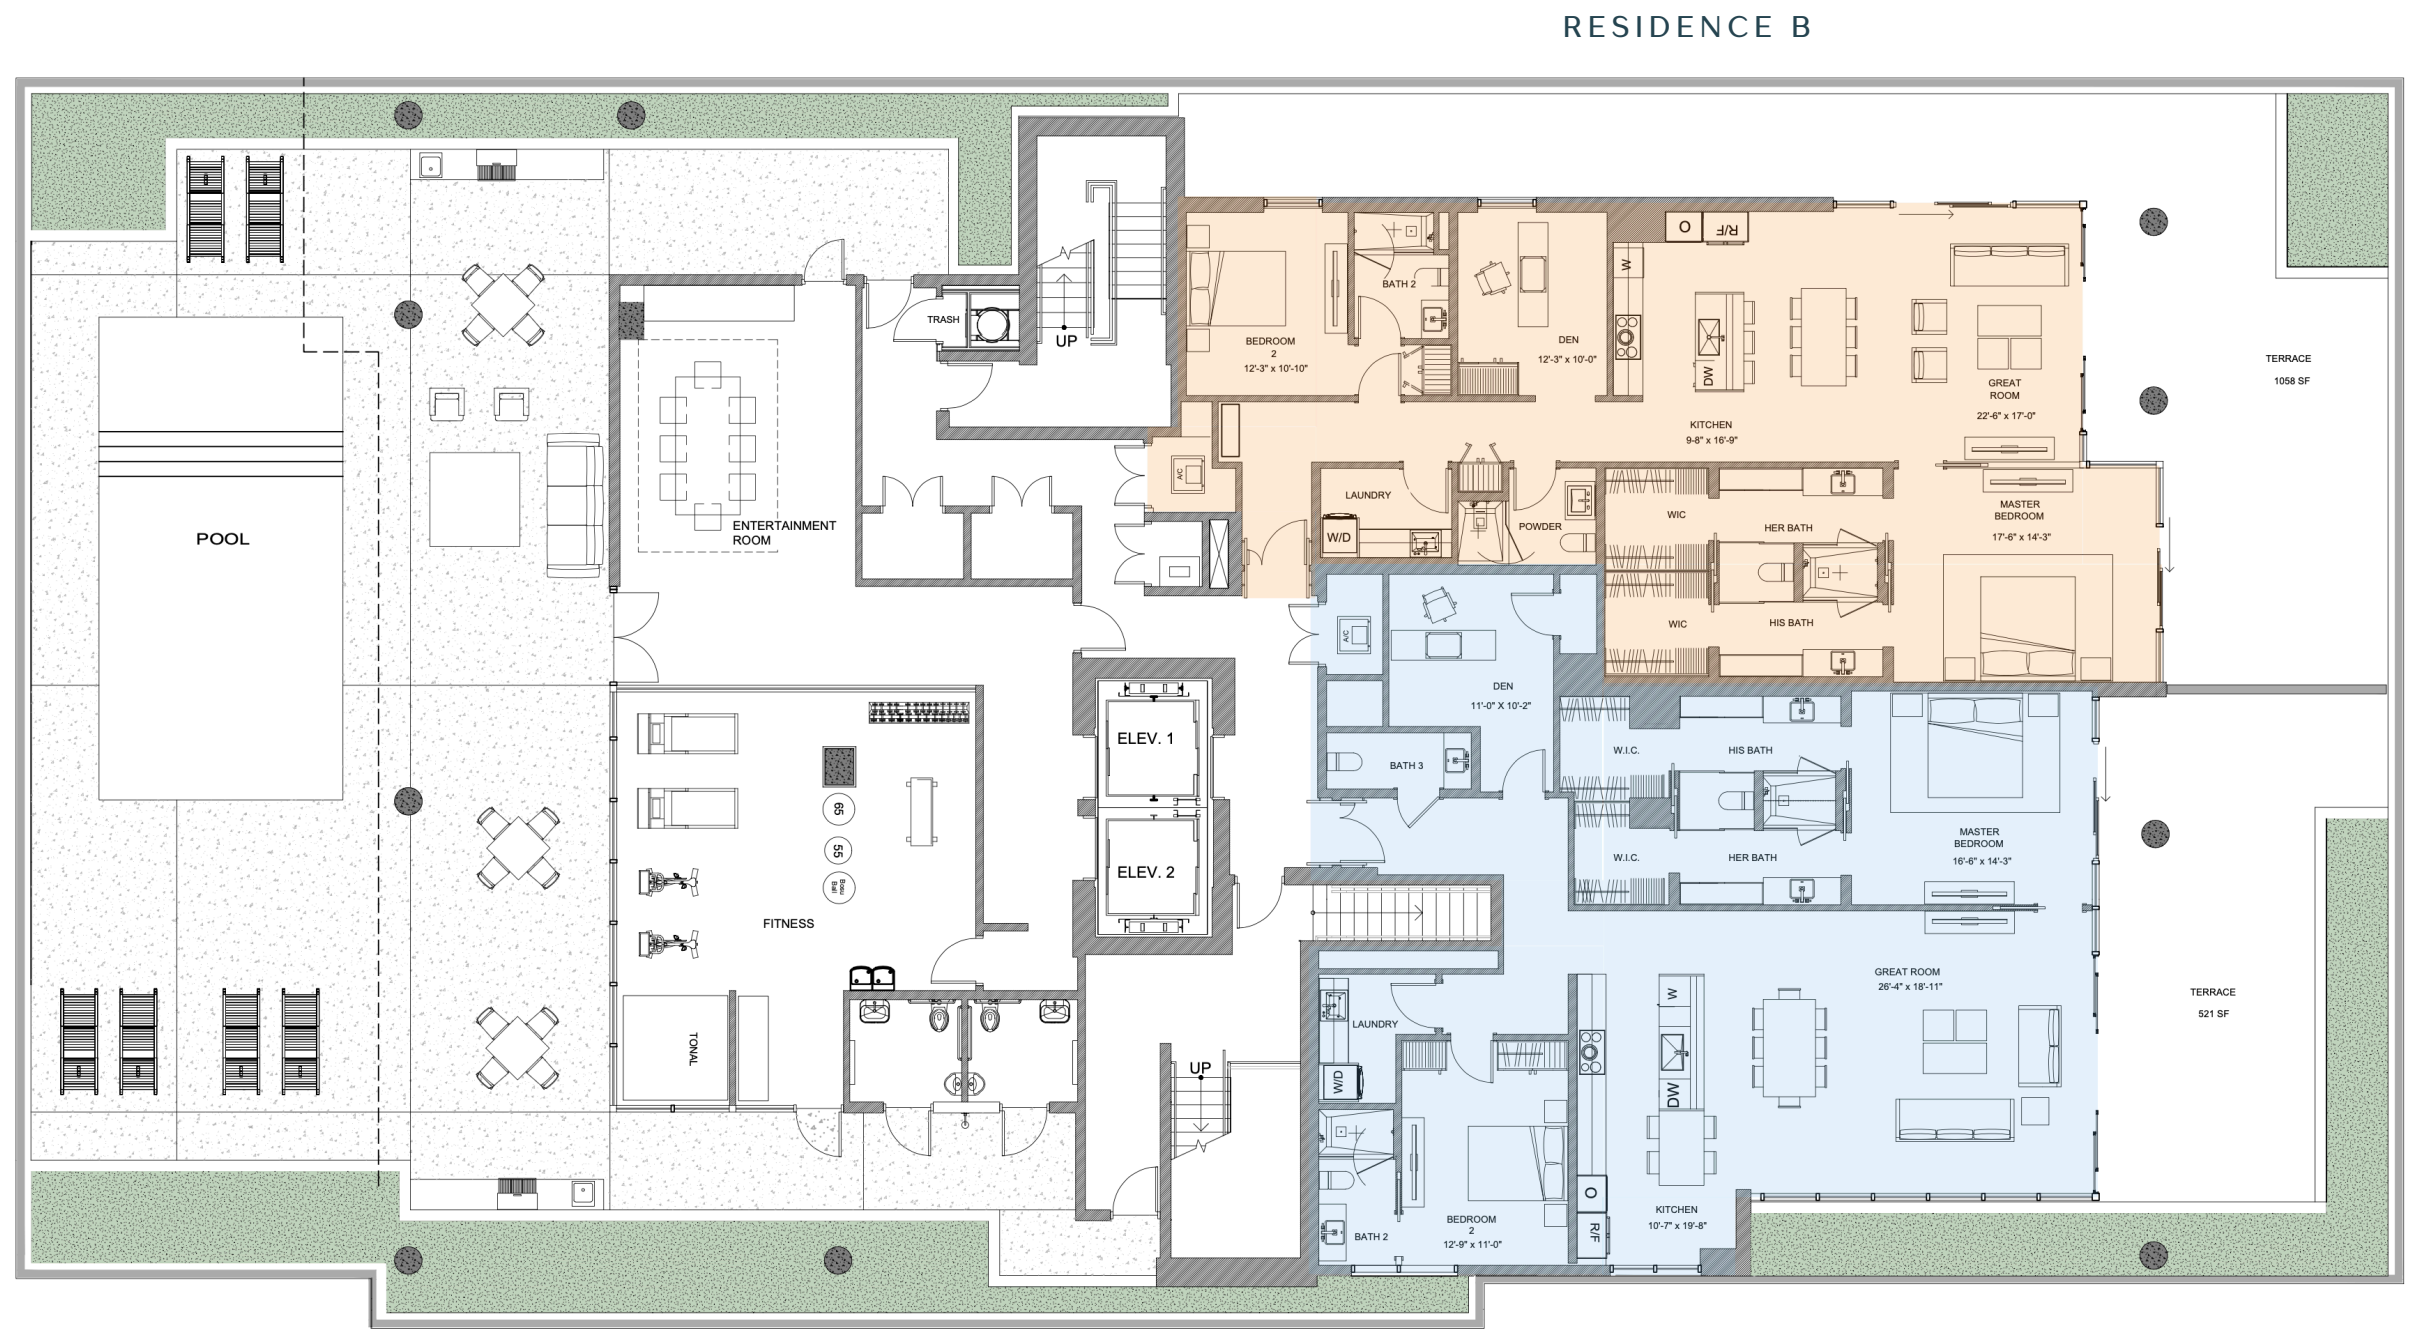 RESIDENCE B
TRASH
UP
BEDROOM
2
12'-3" x 10'-10"
BATH 2
DEN
12'-3" x 10'-0"
O
R/F
W
DW
KITCHEN
9'-8" x 16'-9"
GREAT
ROOM
22'-6" x 17'-0"
TERRACE
1058 SF
POOL
ENTERTAINMENT
ROOM
A/C
LAUNDRY
W/D
POWDER
WIC
HER BATH
WIC
HIS BATH
MASTER
BEDROOM
17'-6" x 14'-3"
A/C
DEN
11'-0" X 10'-2"
BATH 3
ELEV. 1
ELEV. 2
65
55
Bosu
Ball
FITNESS
TONAL
W.I.C.
HIS BATH
W.I.C.
HER BATH
MASTER
BEDROOM
16'-6" x 14'-3"
GREAT ROOM
26'-4" x 18'-11"
TERRACE
521 SF
UP
LAUNDRY
W/D
BATH 2
BEDROOM
2
12'-9" x 11'-0"
W
DW
O
R/F
KITCHEN
10'-7" x 19'-8"